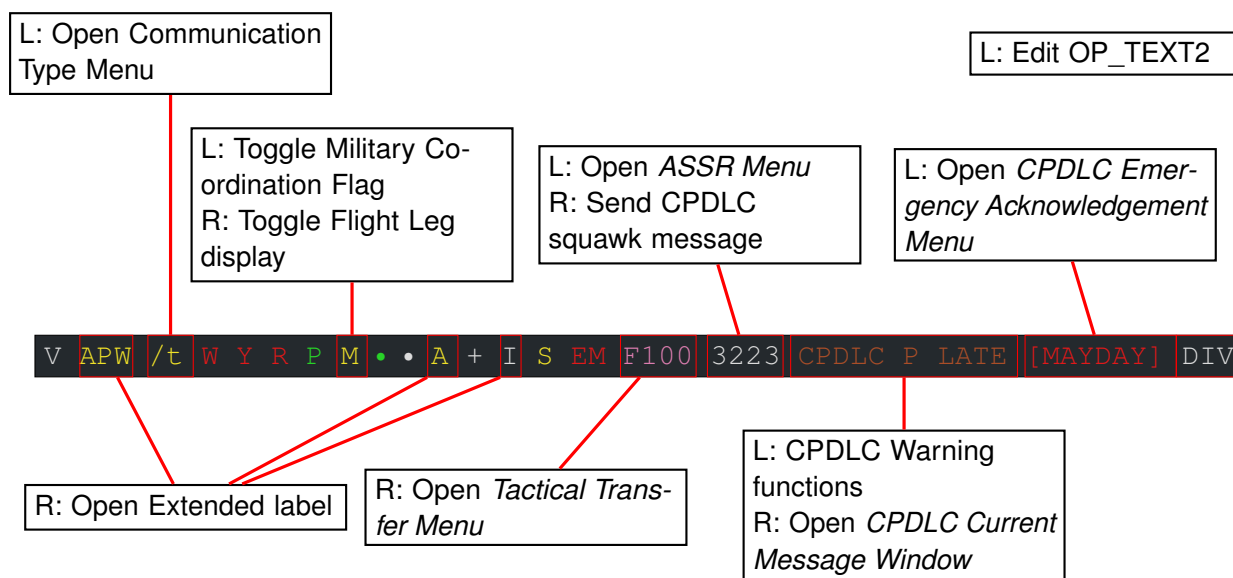 L: Open Communication
Type Menu
L: Edit OP_TEXT2
L: Toggle Military Co-
ordination Flag
R: Toggle Flight Leg
display
L: Open ASSR Menu
R: Send CPDLC
squawk message
L: Open CPDLC Emer-
gency Acknowledgement
Menu
V APW /t W Y R P M • • A + I S EM F100 3223 CPDLC P LATE [MAYDAY] DIV
R: Open Extended label
R: Open Tactical Trans-
fer Menu
L: CPDLC Warning
functions
R: Open CPDLC Current
Message Window